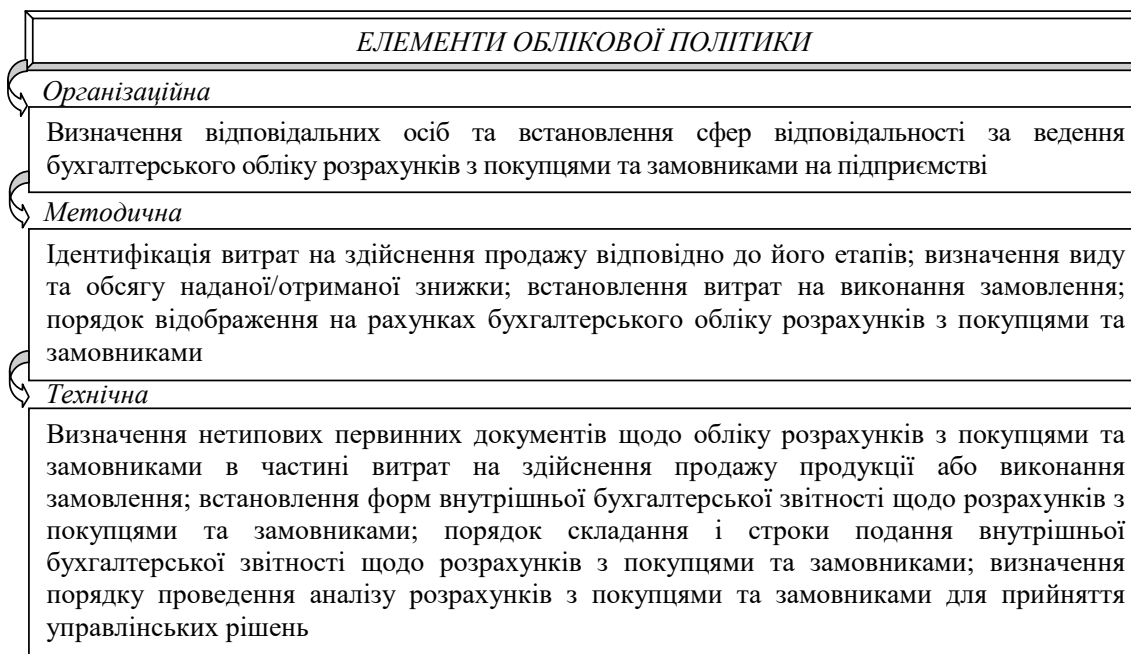 ЕЛЕМЕНТИ ОБЛІКОВОЇ ПОЛІТИКИ
Організаційна
Визначення відповідальних осіб та встановлення сфер відповідальності за ведення
бухгалтерського обліку розрахунків з покупцями та замовниками на підприємстві
Методична
Ідентифікація витрат на здійснення продажу відповідно до його етапів; визначення виду
та обсягу наданої/отриманої знижки; встановлення витрат на виконання замовлення;
порядок відображення на рахунках бухгалтерського обліку розрахунків з покупцями та
замовниками
Технічна
Визначення нетипових первинних документів щодо обліку розрахунків з покупцями та
замовниками в частині витрат на здійснення продажу продукції або виконання
замовлення; встановлення форм внутрішньої бухгалтерської звітності щодо розрахунків з
покупцями та замовниками; порядок складання і строки подання внутрішньої
бухгалтерської звітності щодо розрахунків з покупцями та замовниками; визначення
порядку проведення аналізу розрахунків з покупцями та замовниками для прийняття
управлінських рішень